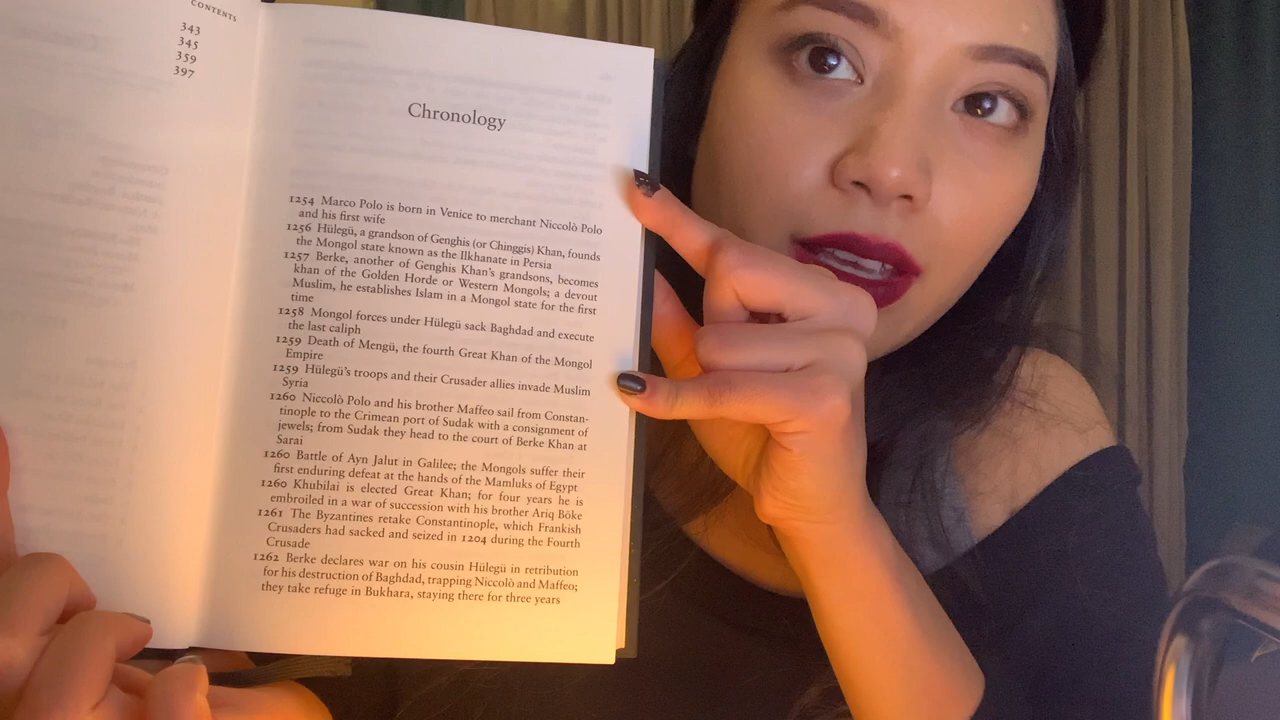 CONTENTS
343
345
359
397
Chronology
1254 Marco Polo is born in Venice to merchant Niccolò Polo
and his first wife
1256 Hülegü, a grandson of Genghis (or Chinggis) Khan, founds
the Mongol state known as the Ilkhanate in Persia
1257 Berke, another of Genghis Khan's grandsons, becomes
khan of the Golden Horde or Western Mongols; a devout
Muslim, he establishes Islam in a Mongol state for the first
time
1258 Mongol forces under Hülegü sack Baghdad and execute
the last caliph
1259 Death of Mengü, the fourth Great Khan of the Mongol
Empire
1259 Hülegü's troops and their Crusader allies invade Muslim
Syria
1260 Niccolò Polo and his brother Maffeo sail from Constan-
tinople to the Crimean port of Sudak with a consignment of
jewels; from Sudak they head to the court of Berke Khan at
Sarai
1260 Battle of Ayn Jalut in Galilee; the Mongols suffer their
first enduring defeat at the hands of the Mamluks of Egypt
1260 Khubilai is elected Great Khan; for four years he is
embroiled in a war of succession with his brother Ariq Böke
1261 The Byzantines retake Constantinople, which Frankish
Crusaders had sacked and seized in 1204 during the Fourth
Crusade
1262 Berke declares war on his cousin Hülegü in retribution
for his destruction of Baghdad, trapping Niccolò and Maffeo;
they take refuge in Bukhara, staying there for three years